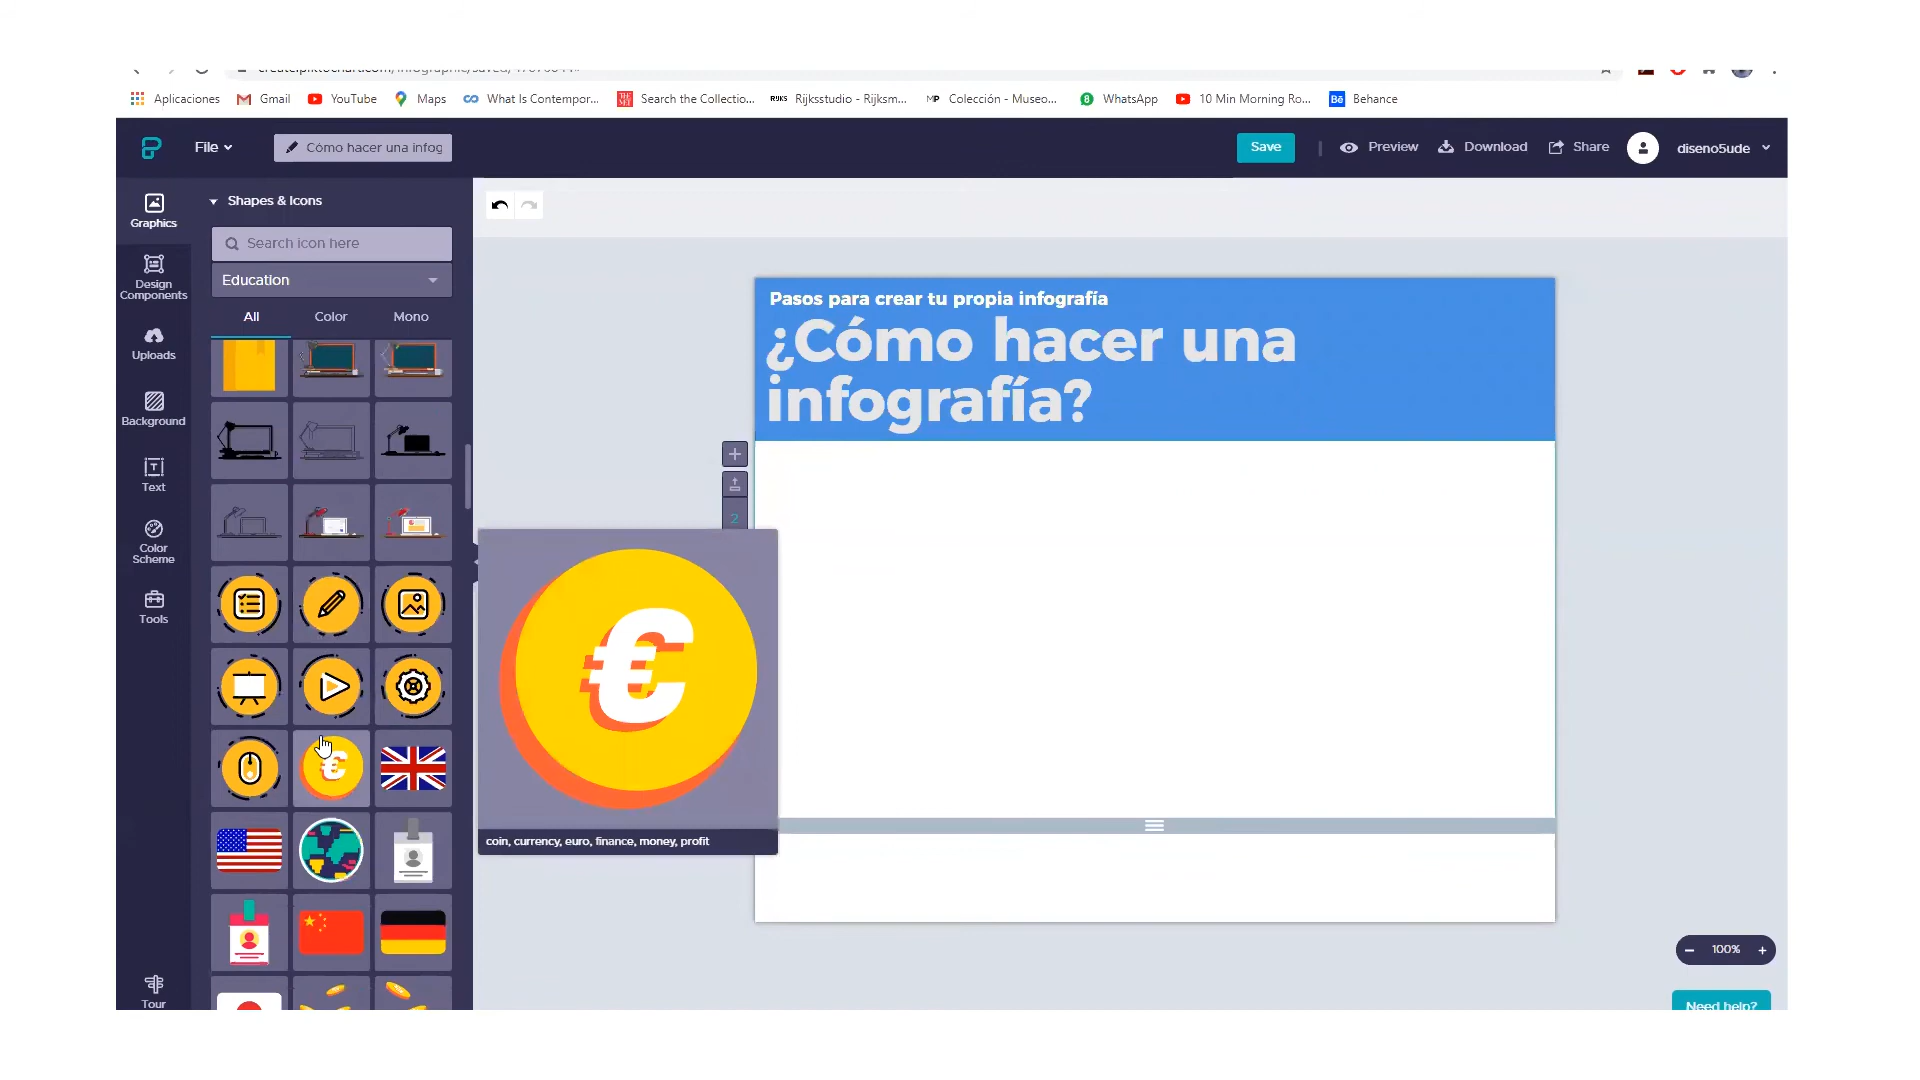 Aplicaciones
Gmail
YouTube
Maps
What Is Contempor...
Search the Collectio...
Rijksstudio - Rijksm...
Colección - Museo...
WhatsApp
10 Min Morning Ro...
Behance
File
Cómo hacer una infog
Save
Preview
Download
Share
diseno5ude
Graphics
Design
Components
Uploads
Background
Text
Color
Scheme
Tools
Tour
Shapes & Icons
Search icon here
Education
All
Color
Mono
Pasos para crear tu propia infografía
¿Cómo hacer una
infografía?
2
€
€
coin, currency, euro, finance, money, profit
100%
Need help?